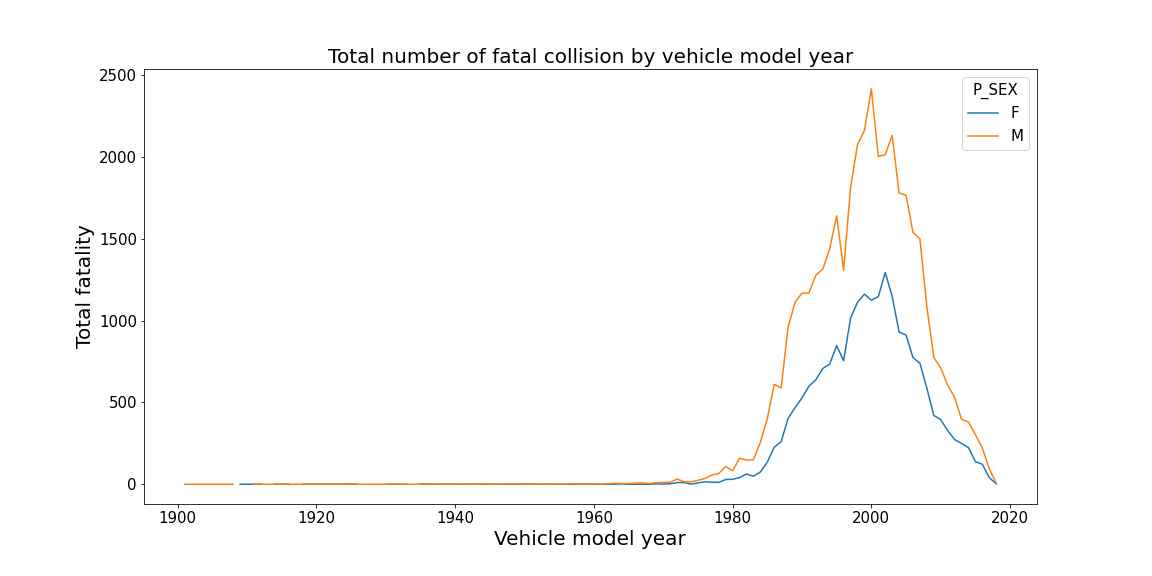 Total number of fatal collision by vehicle model year
P_SEX
F
M
2500
2000
1500
1000
500
0
Total fatality
1900 1920 1940 1960 1980 2000 2020
Vehicle model year